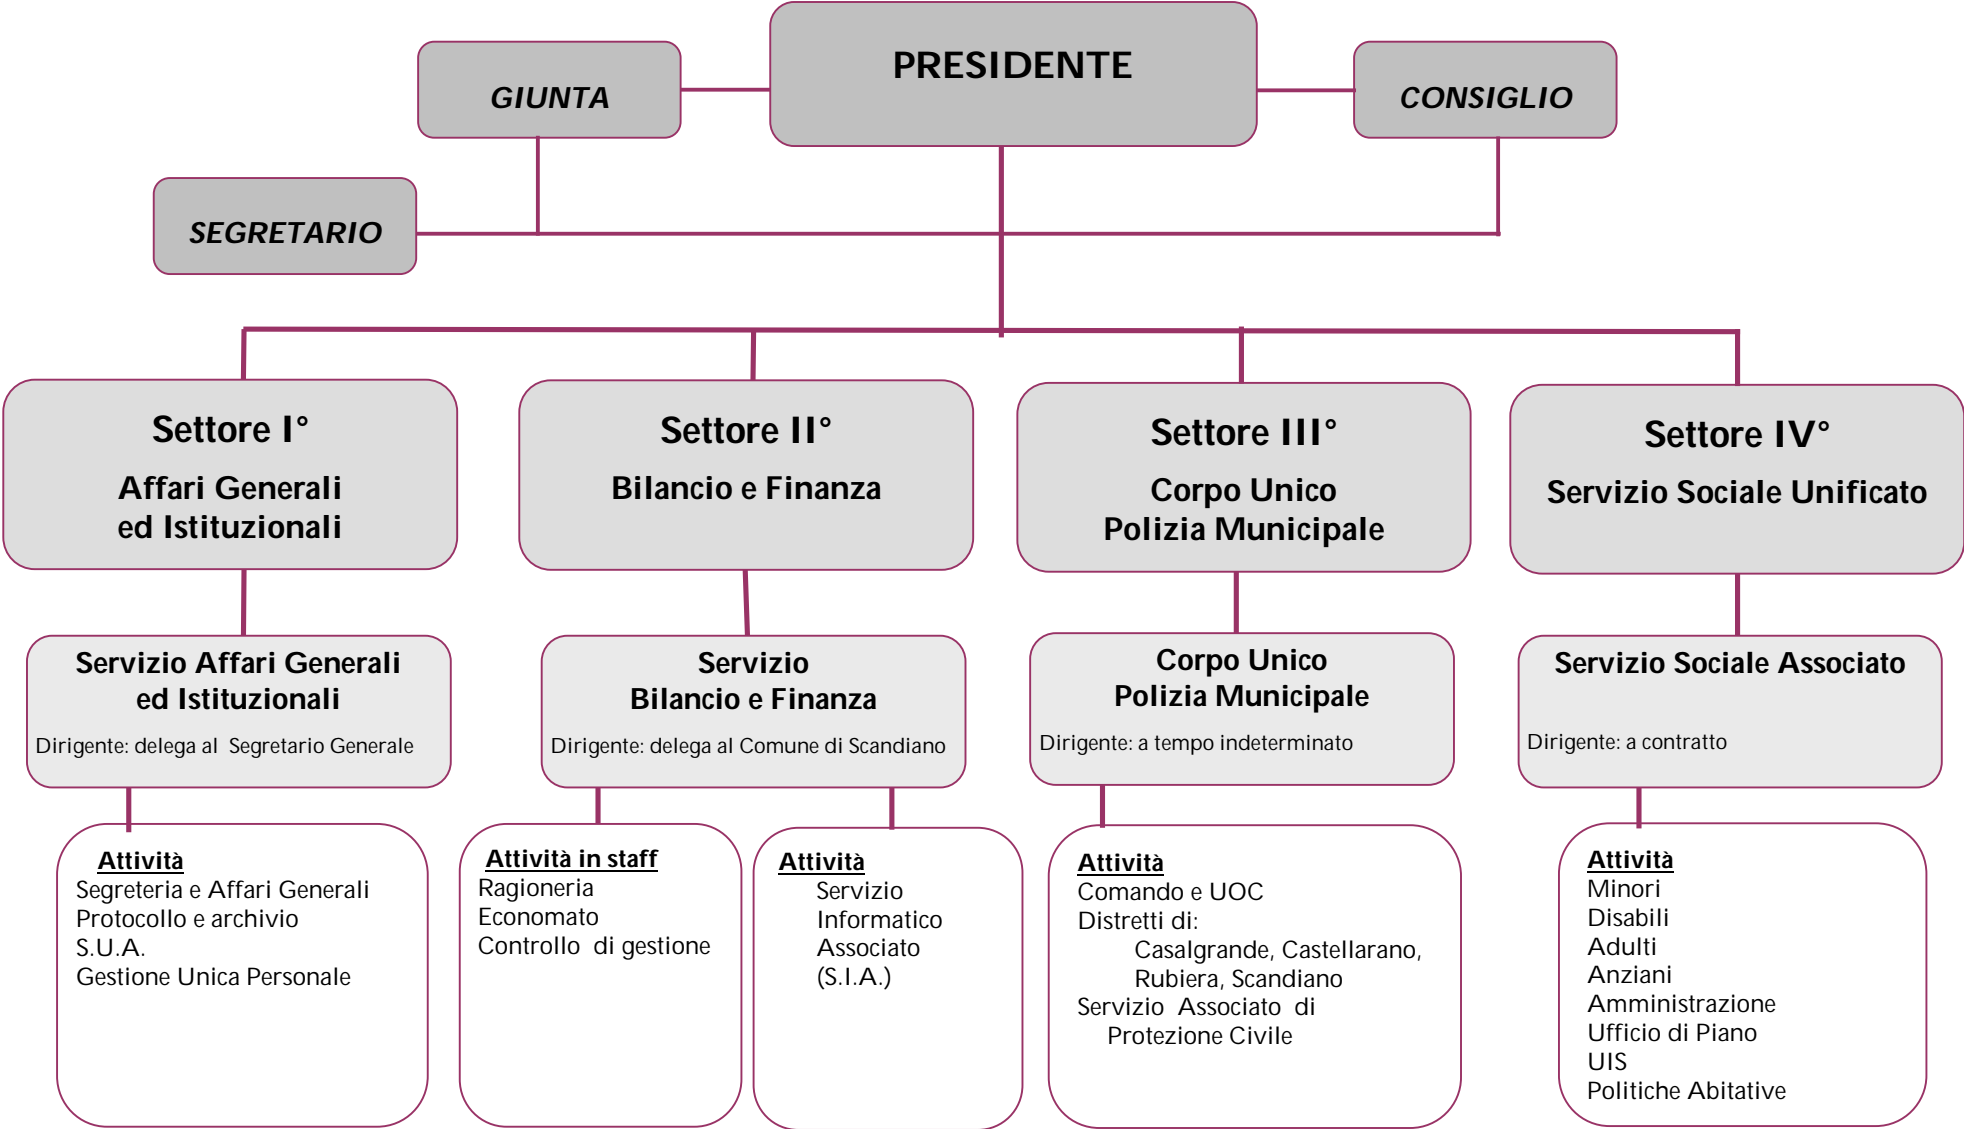 PRESIDENTE
GIUNTA
CONSIGLIO
SEGRETARIO
Settore I°
Affari Generali
ed Istituzionali
Settore II°
Bilancio e Finanza
Settore III°
Corpo Unico
Polizia Municipale
Settore IV°
Servizio Sociale Unificato
Servizio Affari Generali
ed Istituzionali
Dirigente: delega al Segretario Generale
Servizio
Bilancio e Finanza
Dirigente: delega al Comune di Scandiano
Corpo Unico
Polizia Municipale
Dirigente: a tempo indeterminato
Servizio Sociale Associato
Dirigente: a contratto
Attività
Segreteria e Affari Generali
Protocollo e archivio
S.U.A.
Gestione Unica Personale
Attività in staff
Ragioneria
Economato
Controllo di gestione
Attività
Servizio
Informatico
Associato
(S.I.A.)
Attività
Comando e UOC
Distretti di:
Casalgrande, Castellarano,
Rubiera, Scandiano
Servizio Associato di
Protezione Civile
Attività
Minori
Disabili
Adulti
Anziani
Amministrazione
Ufficio di Piano
UIS
Politiche Abitative